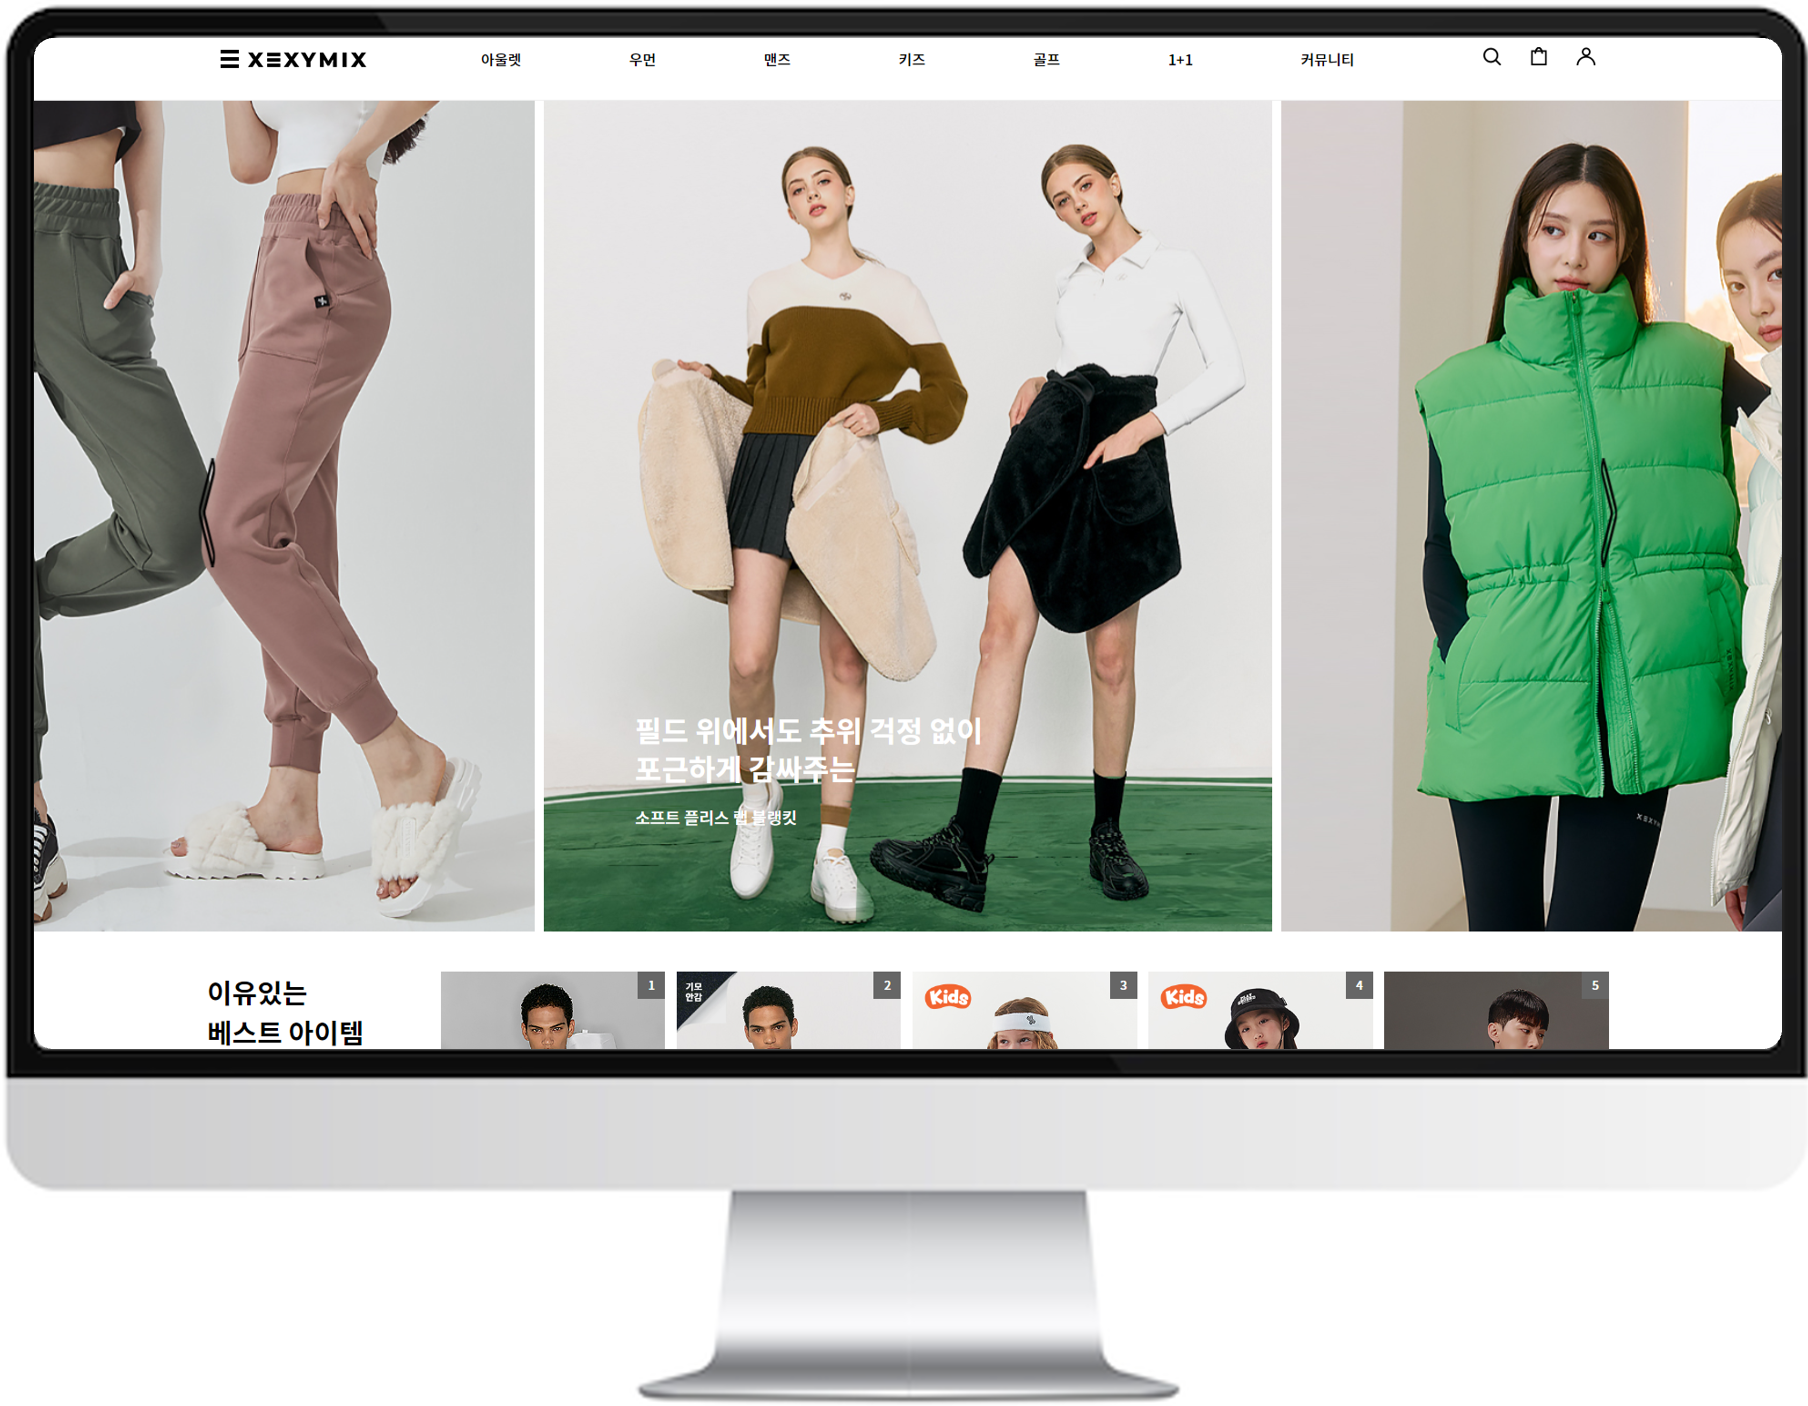 XEXYMIX
아울렛
우먼
맨즈
키즈
골프
1+1
커뮤니티
필드 위에서도 추위 걱정 없이
포근하게 감싸주는
소프트 플리스 랩 블랭킷
이유있는
베스트 아이템
1
기모
안감
2
Kids
3
Kids
4
5